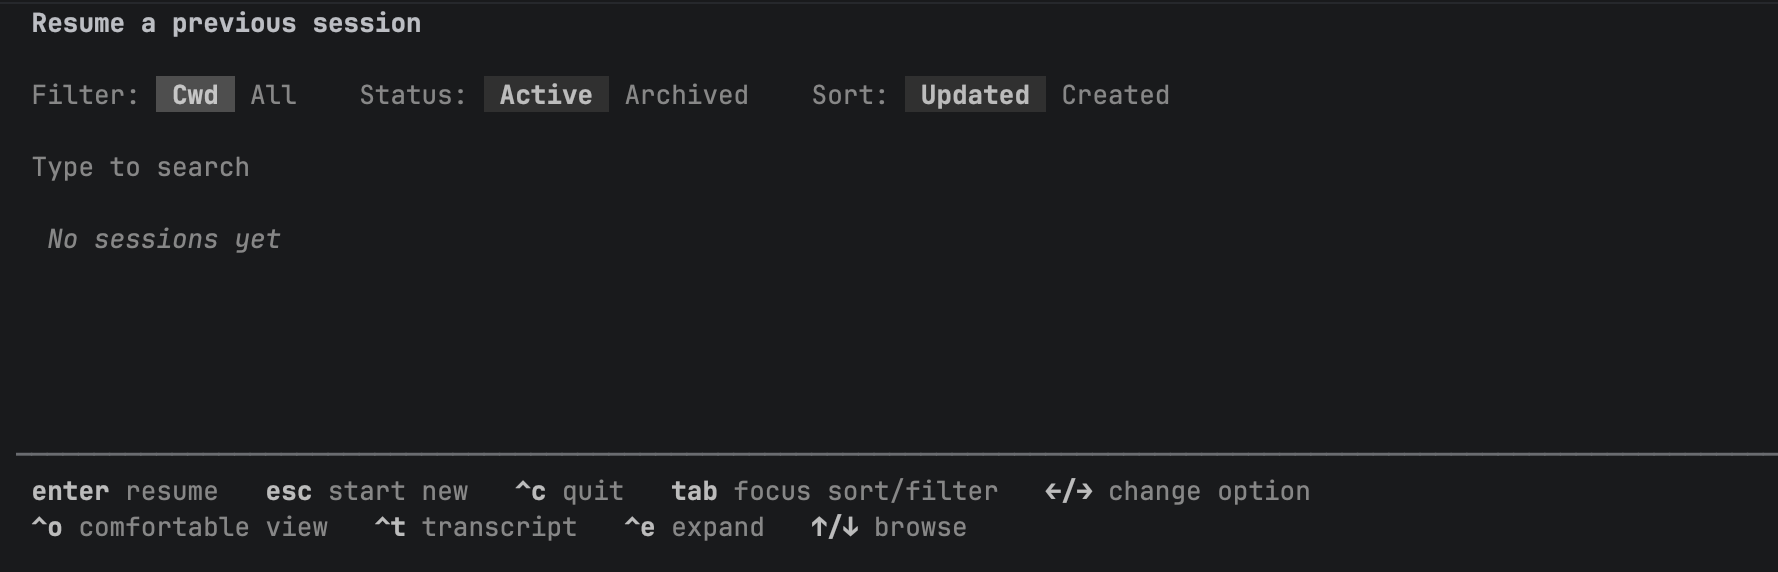 Resume a previous session
Filter: Cwd All Status: Active Archived Sort: Updated Created
Type to search
No sessions yet
enter resume esc start new ^c quit tab focus sort/filter ←/→ change option
^o comfortable view ^t transcript ^e expand ↑/↓ browse